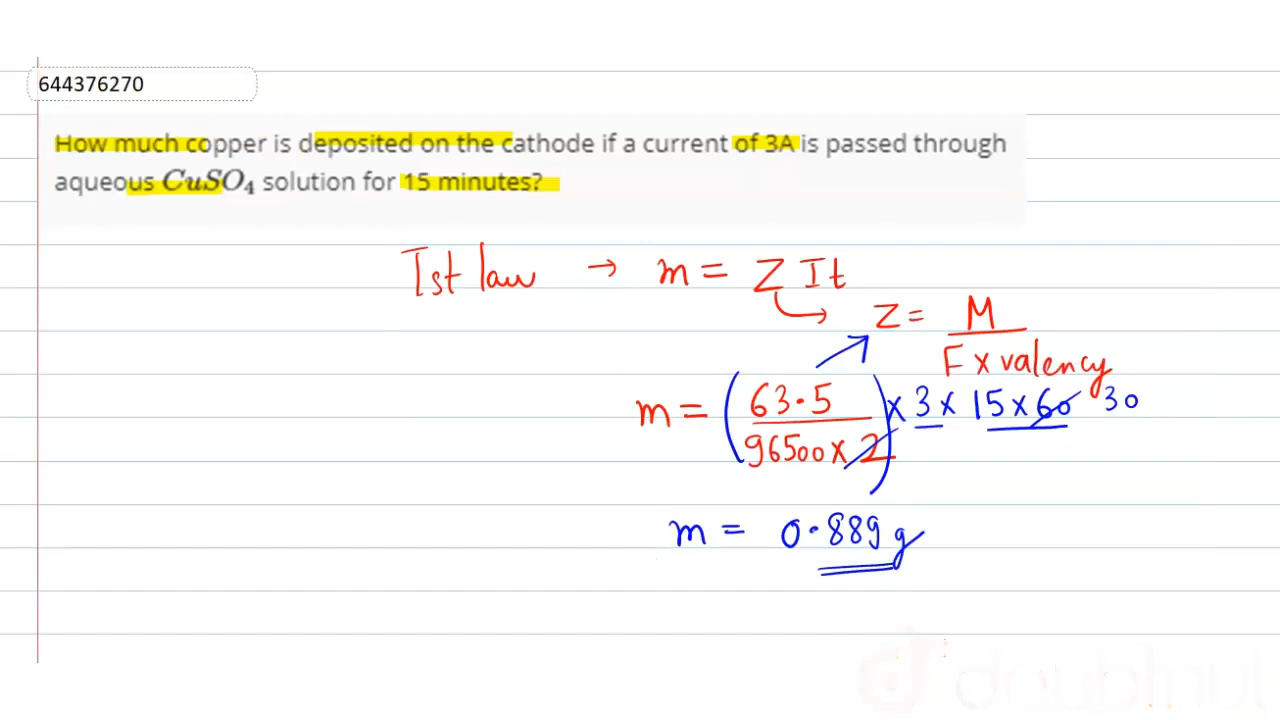 644376270
How much copper is deposited on the cathode if a current of 3A is passed through
aqueous CuSO₄ solution for 15 minutes?
Ist law → m = Z I t
Z = M / F × valency
m = (63.5 / 96500 × 2) × 3 × 15 × 60 30
m = 0.889 g
doubtnut